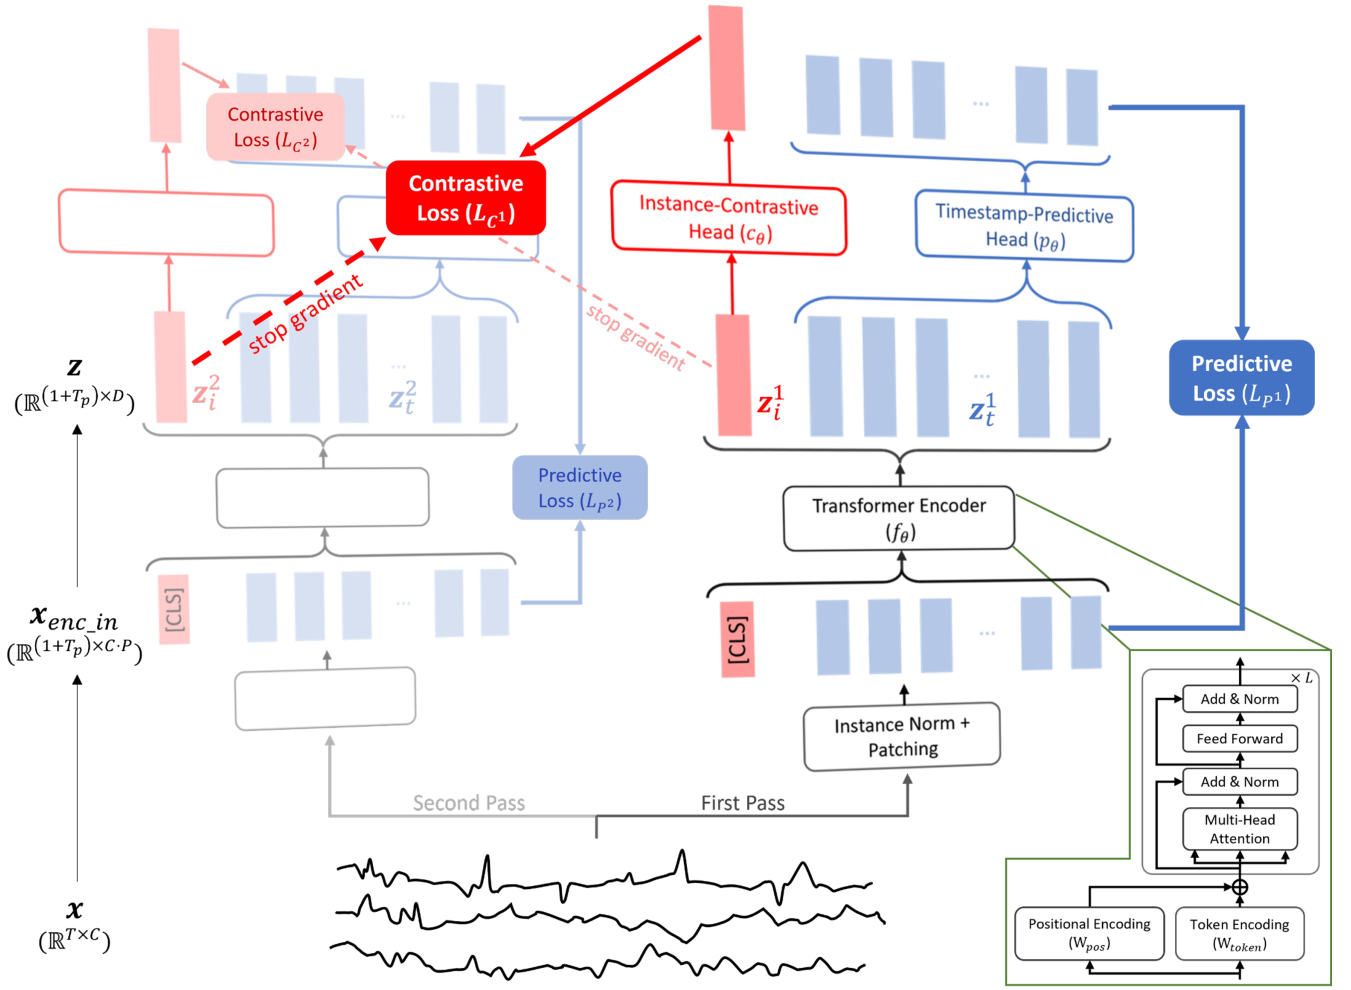 Contrastive
Loss (L_{C^2})
...
...
Contrastive
Loss (L_{C^1})
Instance-Contrastive
Head (c_θ)
Timestamp-Predictive
Head (p_θ)
stop gradient
stop gradient
z
(ℝ^{(1+T_p)×D})
z_i^2
...
z_t^2
z_i^1
...
z_t^1
Predictive
Loss (L_{P^1})
Predictive
Loss (L_{P^2})
Transformer Encoder
(f_θ)
x_{enc_in}
(ℝ^{(1+T_p)×C·P})
[CLS]
...
[CLS]
...
Instance Norm +
Patching
Second Pass
First Pass
x
(ℝ^{T×C})
× L
Add & Norm
Feed Forward
Add & Norm
Multi-Head
Attention
Positional Encoding
(W_{pos})
Token Encoding
(W_{token})